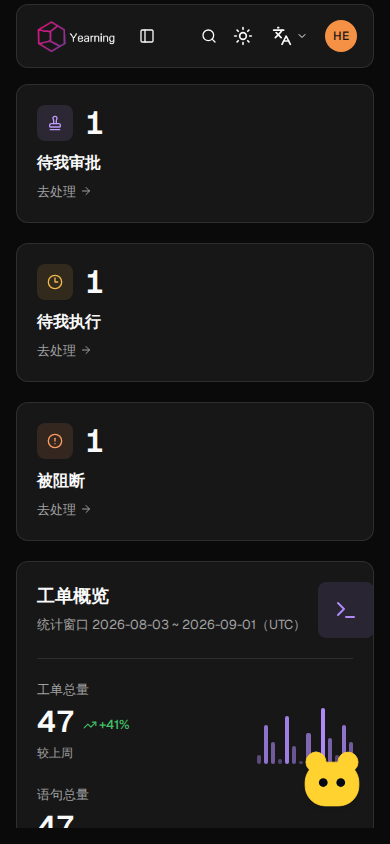 Yearning
HE
1
待我审批
去处理 →
1
待我执行
去处理 →
1
被阻断
去处理 →
工单概览
统计窗口 2026-08-03 ~ 2026-09-01（UTC）
工单总量
47 +41%
较上周
语句总量
47